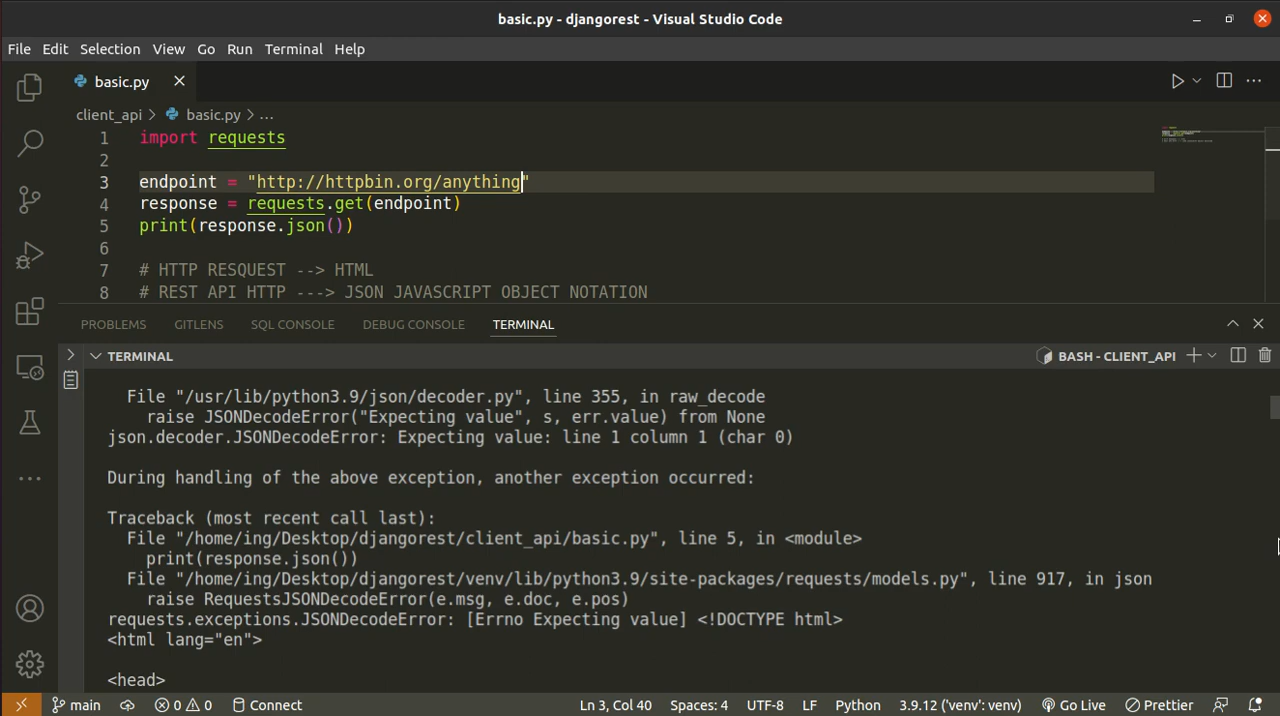 basic.py - djangorest - Visual Studio Code
File Edit Selection View Go Run Terminal Help
basic.py
client_api > basic.py > ...
1 import requests
2
3 endpoint = "http://httpbin.org/anything"
4 response = requests.get(endpoint)
5 print(response.json())
6
7 # HTTP RESQUEST --> HTML
8 # REST API HTTP ---> JSON JAVASCRIPT OBJECT NOTATION
PROBLEMS GITLENS SQL CONSOLE DEBUG CONSOLE TERMINAL
TERMINAL BASH - CLIENT_API
File "/usr/lib/python3.9/json/decoder.py", line 355, in raw_decode
raise JSONDecodeError("Expecting value", s, err.value) from None
json.decoder.JSONDecodeError: Expecting value: line 1 column 1 (char 0)
During handling of the above exception, another exception occurred:
Traceback (most recent call last):
File "/home/ing/Desktop/djangorest/client_api/basic.py", line 5, in <module>
print(response.json())
File "/home/ing/Desktop/djangorest/venv/lib/python3.9/site-packages/requests/models.py", line 917, in json
raise RequestsJSONDecodeError(e.msg, e.doc, e.pos)
requests.exceptions.JSONDecodeError: [Errno Expecting value] <!DOCTYPE html>
<html lang="en">
<head>
main 0 0 Connect Ln 3, Col 40 Spaces: 4 UTF-8 LF Python 3.9.12 ('venv': venv) Go Live Prettier